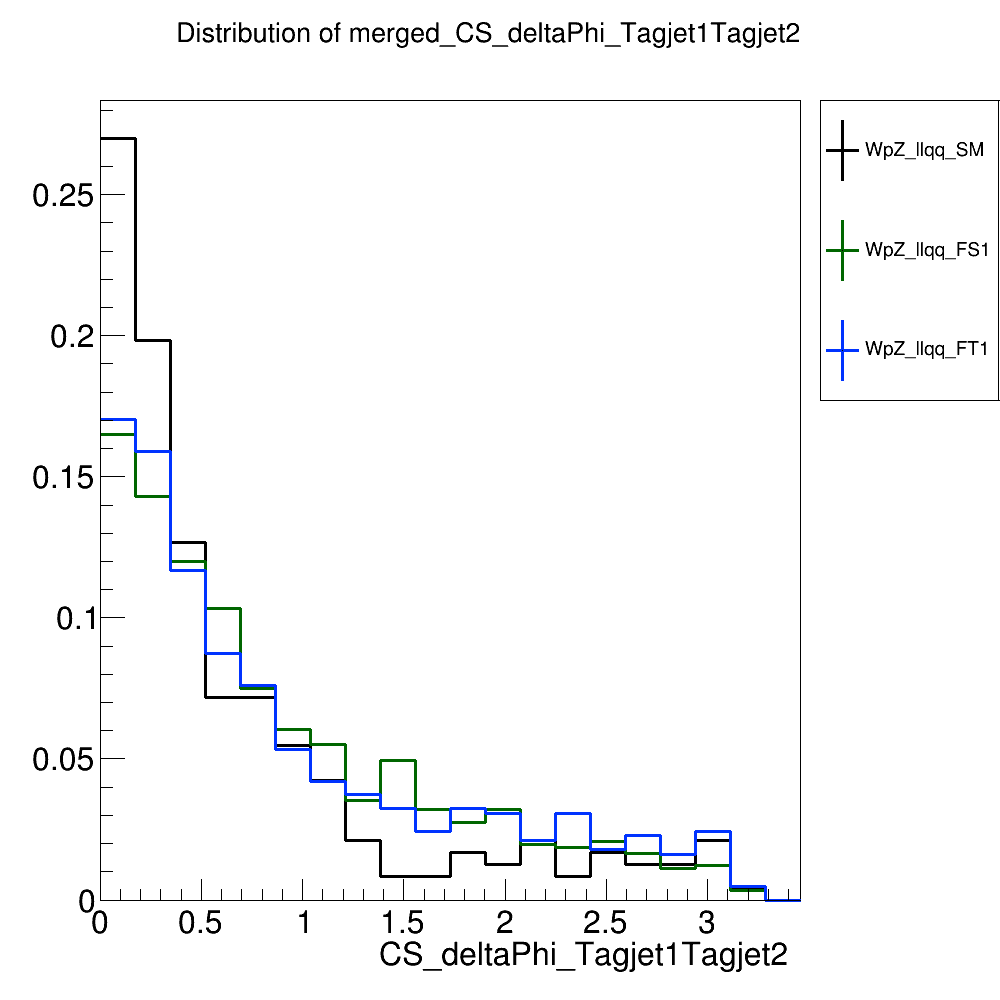 Distribution of merged_CS_deltaPhi_Tagjet1Tagjet2
WpZ_llqq_SM
WpZ_llqq_FS1
WpZ_llqq_FT1
0.25
0.2
0.15
0.1
0.05
0
0 0.5 1 1.5 2 2.5 3
CS_deltaPhi_Tagjet1Tagjet2